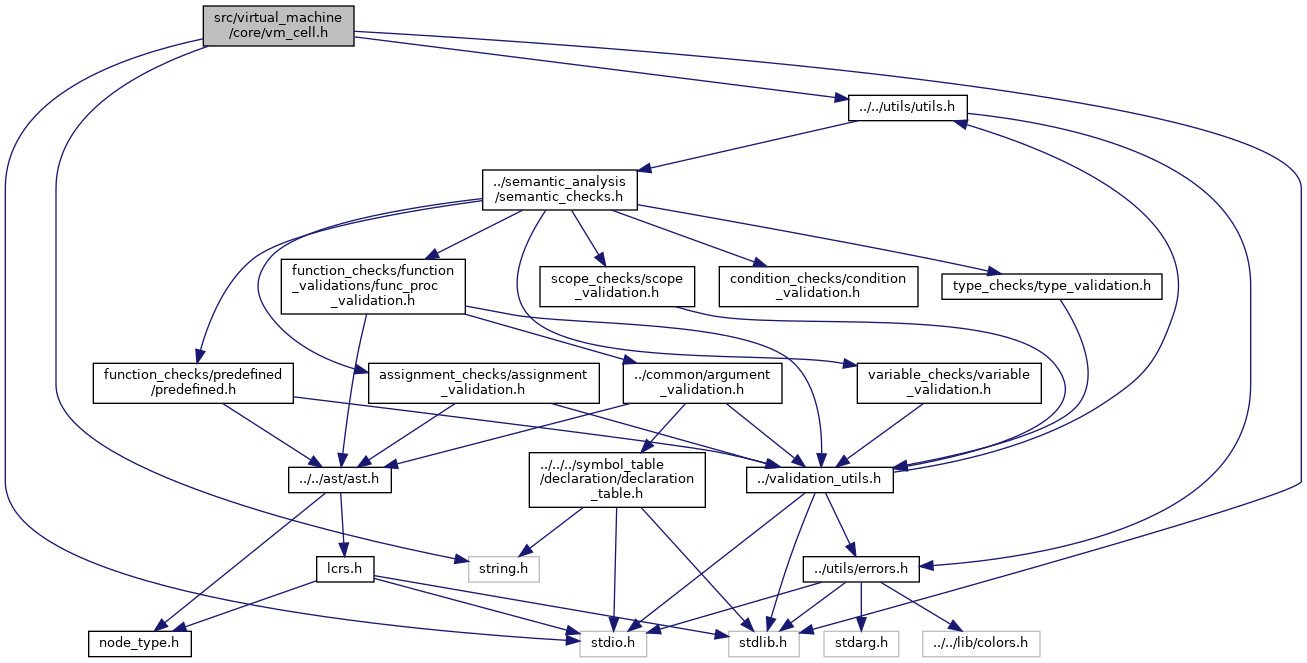 src/virtual_machine
/core/vm_cell.h
../../utils/utils.h
../semantic_analysis
/semantic_checks.h
function_checks/function
_validations/func_proc
_validation.h
scope_checks/scope
_validation.h
condition_checks/condition
_validation.h
type_checks/type_validation.h
function_checks/predefined
/predefined.h
assignment_checks/assignment
_validation.h
../common/argument
_validation.h
variable_checks/variable
_validation.h
../../ast/ast.h
../../../symbol_table
/declaration/declaration
_table.h
../validation_utils.h
lcrs.h
string.h
../utils/errors.h
node_type.h
stdio.h
stdlib.h
stdarg.h
../../lib/colors.h